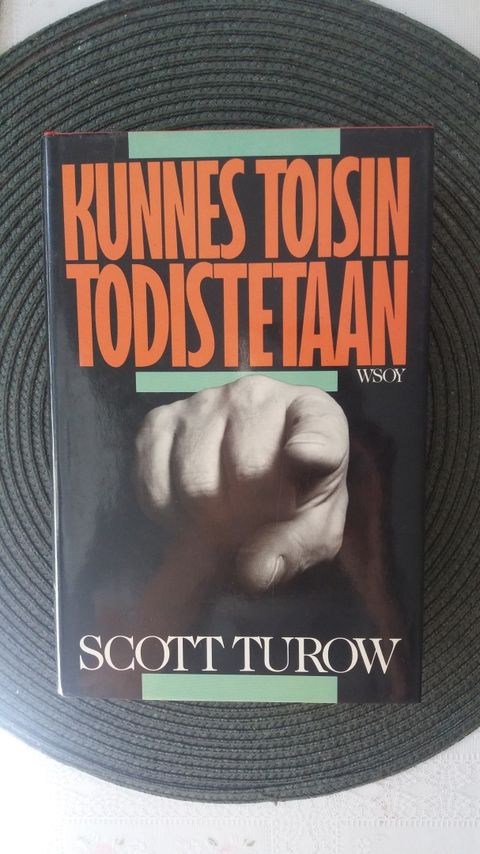 KUNNES TOISIN
TODISTETAAN
WSOY
SCOTT TUROW